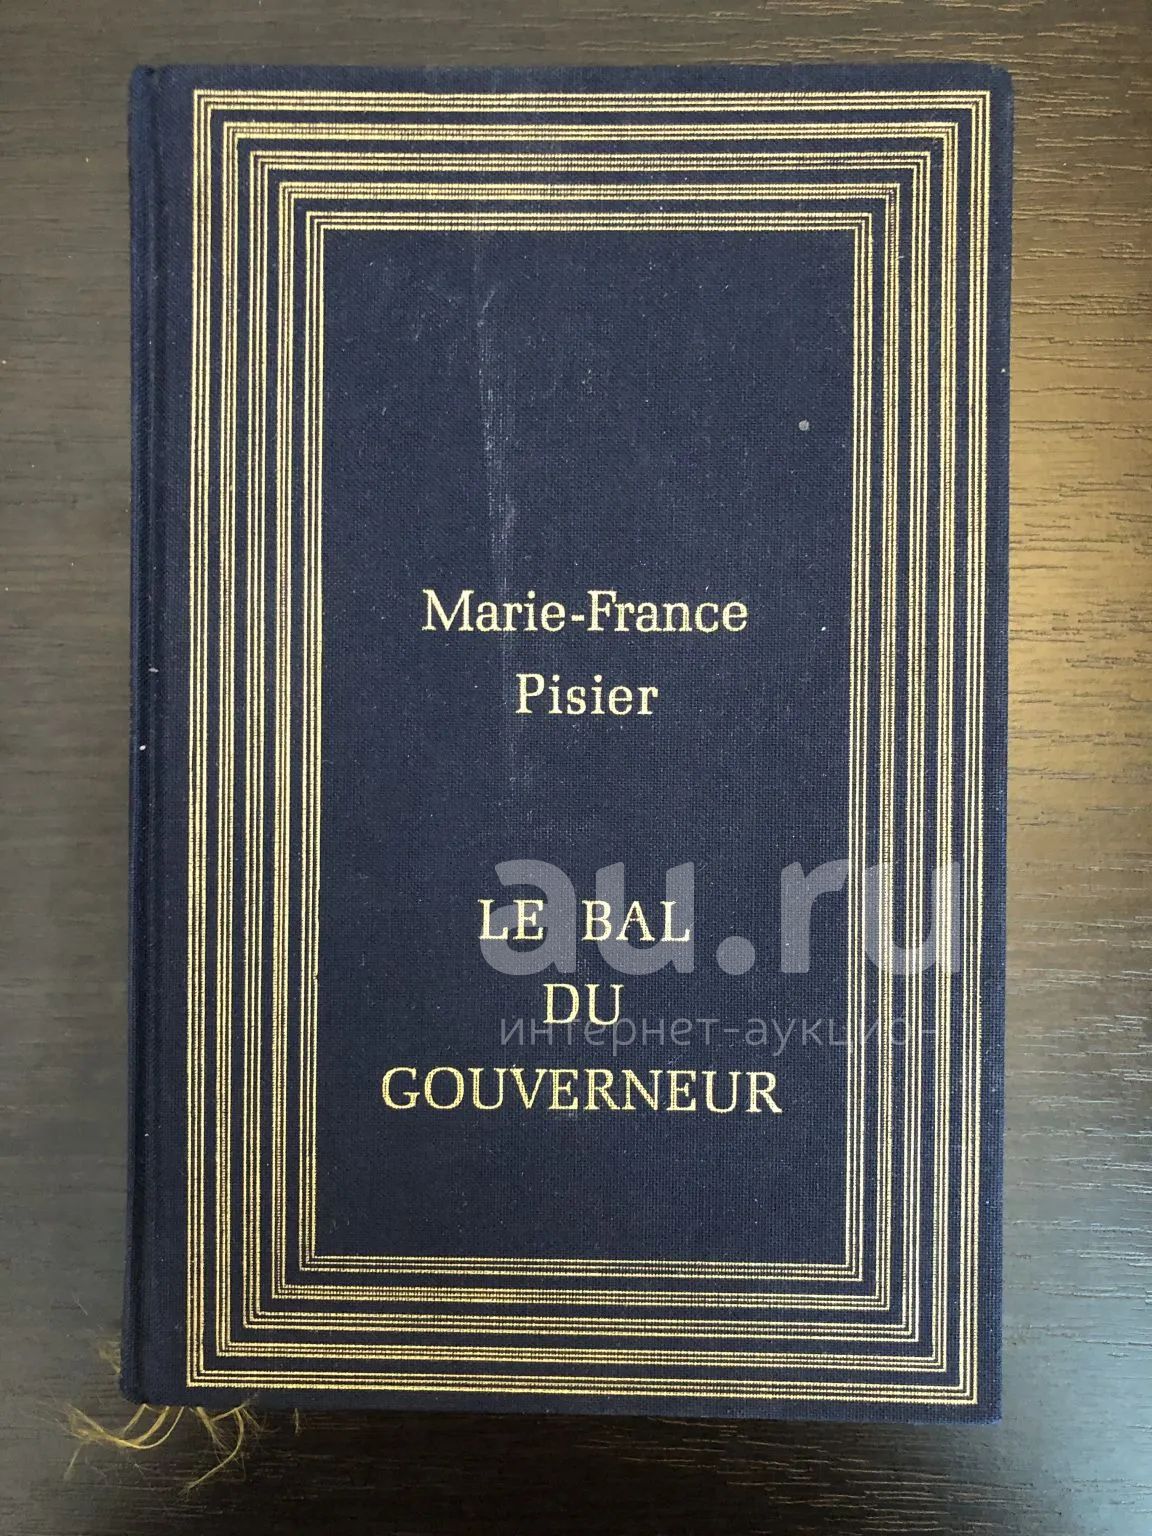 Marie-France
Pisier
au.ru
LE BAL
DU
интернет-аукцион
GOUVERNEUR